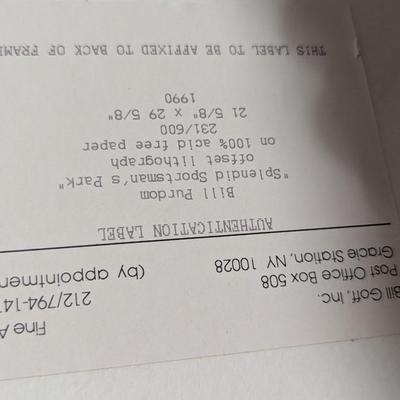 Bill Goff, Inc.
Post Office Box 508
Gracie Station, NY 10028
Fine A
212/794-141
(by appointmen
AUTHENTICATION LABEL
Bill Purdom
"Splendid Sportsman's Park"
offset lithograph
on 100% acid free paper
231/600
21 5/8" x 29 5/8"
1990
THIS LABEL TO BE AFFIXED TO BACK OF FRAME